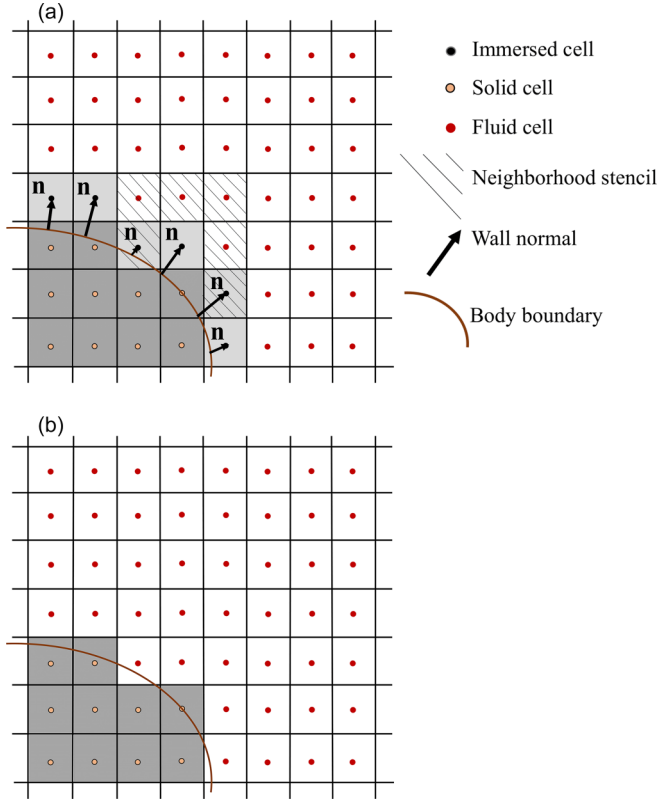 (a)
Immersed cell
Solid cell
Fluid cell
Neighborhood stencil
Wall normal
Body boundary
n
n
n
n
n
n
(b)